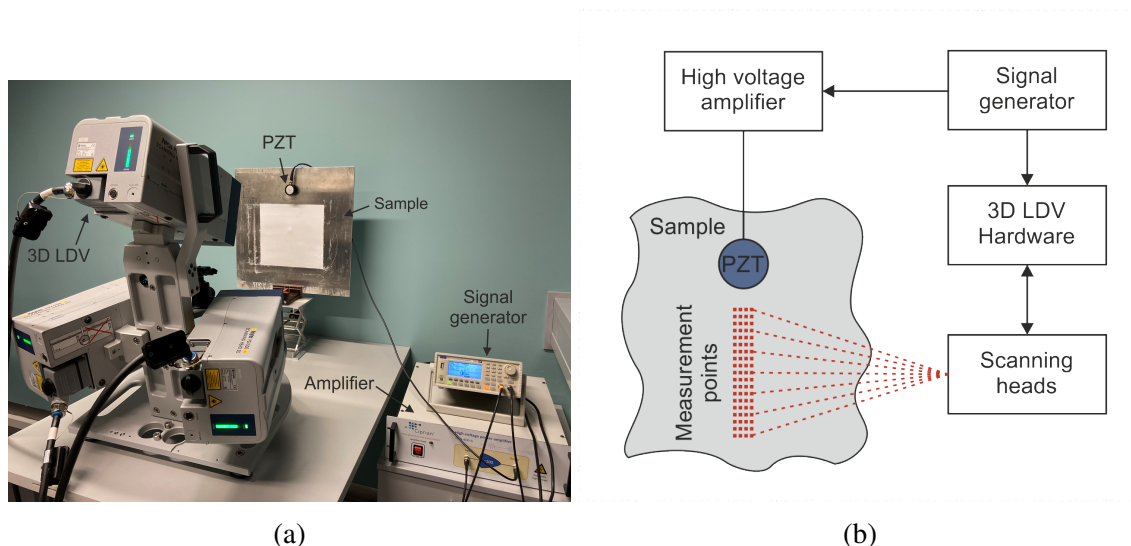 PZT
Sample
3D LDV
Signal
generator
Amplifier
(a)
High voltage
amplifier
Signal
generator
3D LDV
Hardware
Sample
PZT
Measurement
points
Scanning
heads
(b)